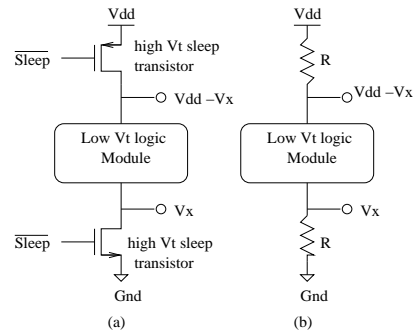 Vdd
Sleep
high Vt sleep
transistor
Vdd –Vx
Low Vt logic
Module
Vx
Sleep
high Vt sleep
transistor
Gnd
(a)
Vdd
R
Vdd –Vx
Low Vt logic
Module
Vx
R
Gnd
(b)